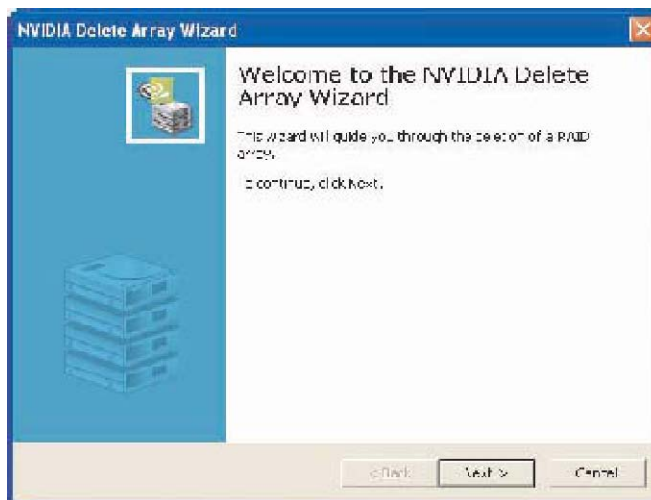 NVIDIA Delete Array Wizard
Welcome to the NVIDIA Delete
Array Wizard
This wizard will guide you through the deletion of a RAID
array.
To continue, click Next.
< Back
Next >
Cancel